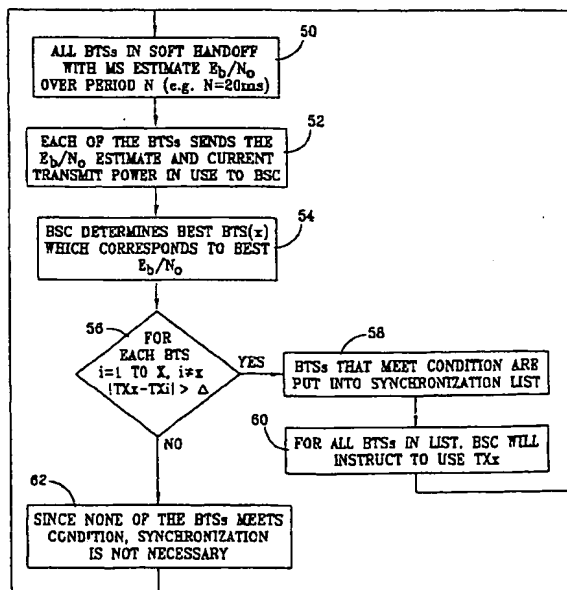 50
ALL BTSs IN SOFT HANDOFF
WITH MS ESTIMATE Eb/No
OVER PERIOD N (e.g. N=20ms)
52
EACH OF THE BTSs SENDS THE
Eb/No ESTIMATE AND CURRENT
TRANSMIT POWER IN USE TO BSC
54
BSC DETERMINES BEST BTS(x)
WHICH CORRESPONDS TO BEST
Eb/No
56
FOR
EACH BTS
i=1 TO X, i≠x
|TXx-TXi| > Δ
YES
NO
58
BTSs THAT MEET CONDITION ARE
PUT INTO SYNCHRONIZATION LIST
60
FOR ALL BTSs IN LIST, BSC WILL
INSTRUCT TO USE TXx
62
SINCE NONE OF THE BTSs MEETS
CONDITION, SYNCHRONIZATION
IS NOT NECESSARY